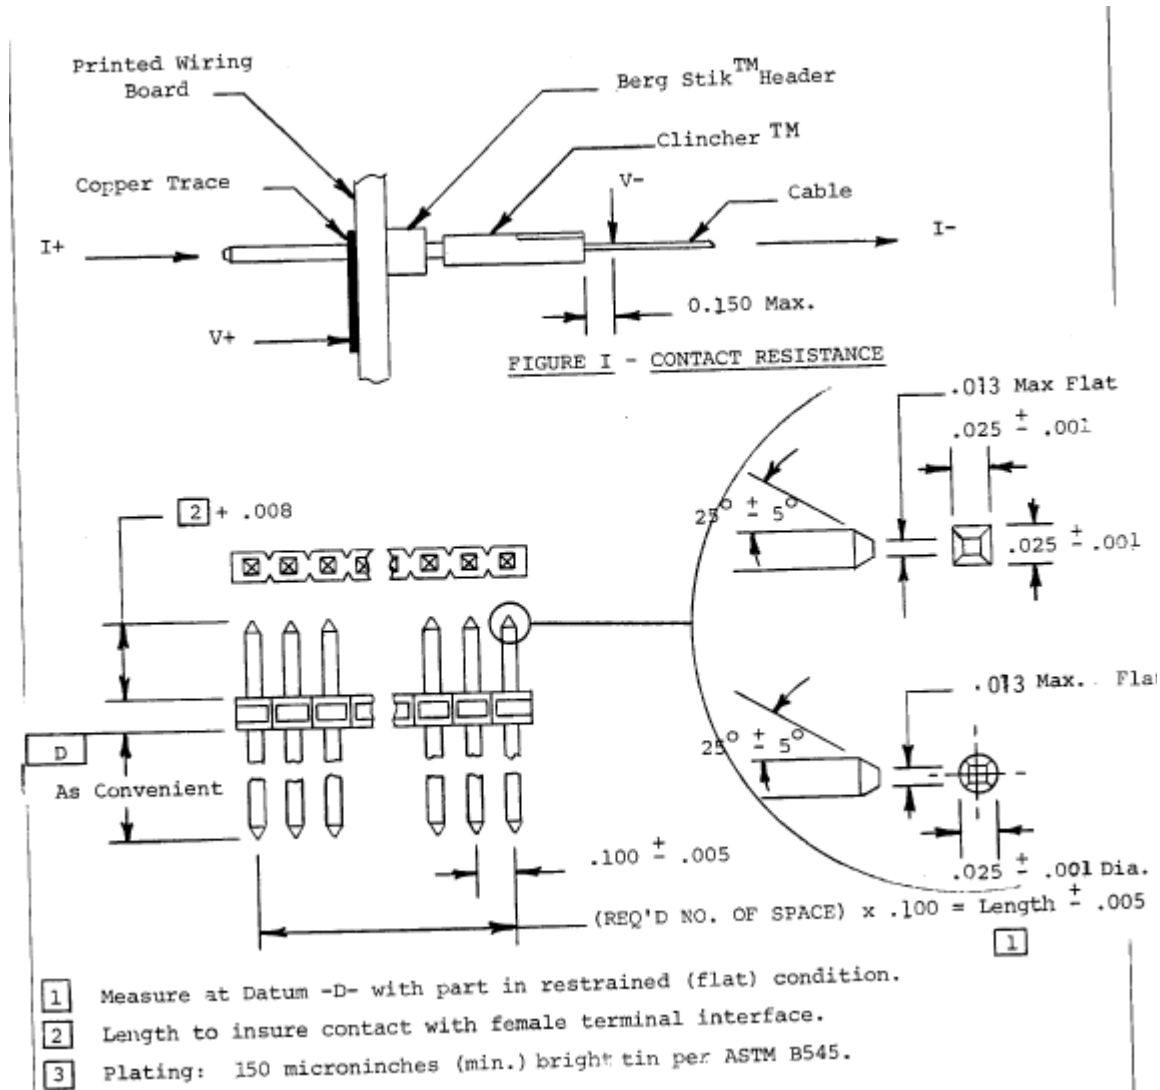 Printed Wiring
Board
Berg Stik™ Header
Clincher ™
Copper Trace
V-
Cable
I+
I-
0.150 Max.
V+
FIGURE I - CONTACT RESISTANCE
.013 Max Flat
.025 ± .001
2 + .008
25° ± 5°
.025 ± .001
.013 Max. Flat
25° ± 5°
D
As Convenient
.100 ± .005
.025 ± .001 Dia.
(REQ'D NO. OF SPACE) x .100 = Length ± .005
1
1 Measure at Datum -D- with part in restrained (flat) condition.
2 Length to insure contact with female terminal interface.
3 Plating: 150 microninches (min.) bright tin per ASTM B545.